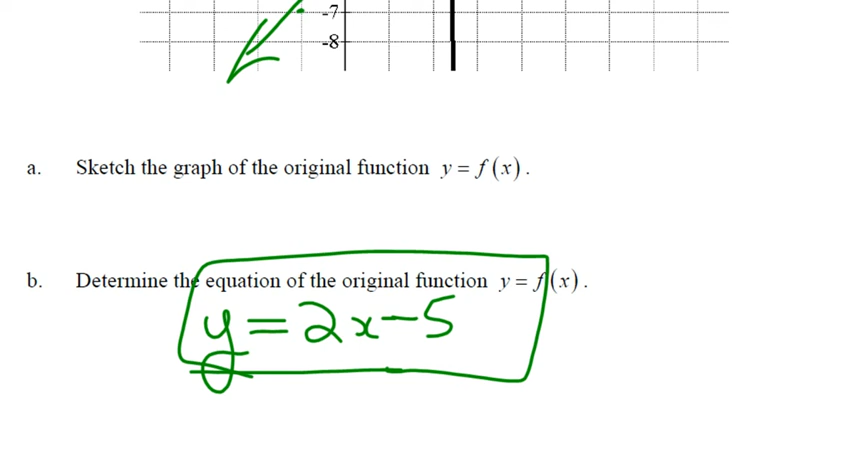 -7
-8
a. Sketch the graph of the original function y = f(x).
b. Determine the equation of the original function y = f(x).
y = 2x - 5